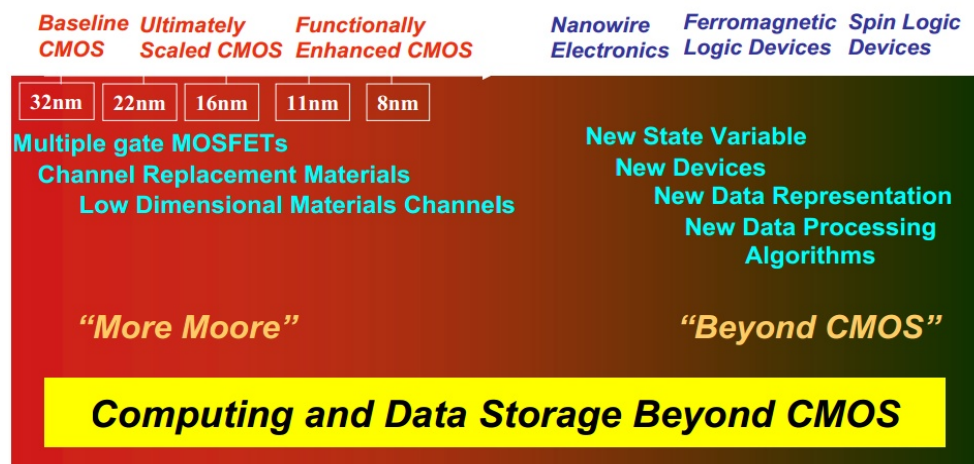 Baseline CMOS
Ultimately Scaled CMOS
Functionally Enhanced CMOS
Nanowire Electronics
Ferromagnetic Logic Devices
Spin Logic Devices
32nm 22nm 16nm 11nm 8nm
Multiple gate MOSFETs
Channel Replacement Materials
Low Dimensional Materials Channels
New State Variable
New Devices
New Data Representation
New Data Processing
Algorithms
“More Moore”
“Beyond CMOS”
Computing and Data Storage Beyond CMOS